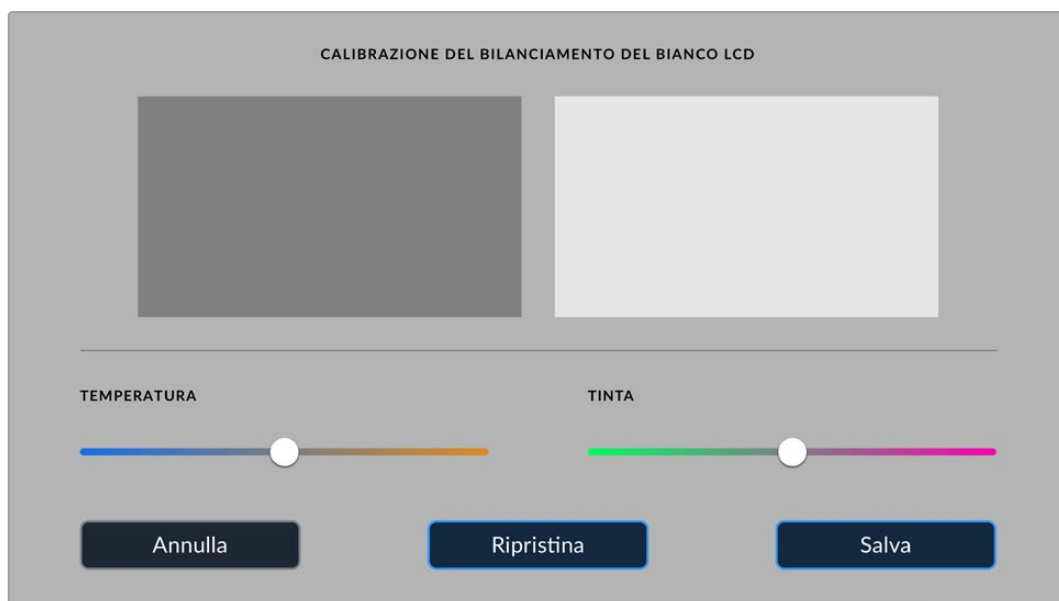 CALIBRAZIONE DEL BILANCIAMENTO DEL BIANCO LCD
TEMPERATURA
TINTA
Annulla
Ripristina
Salva